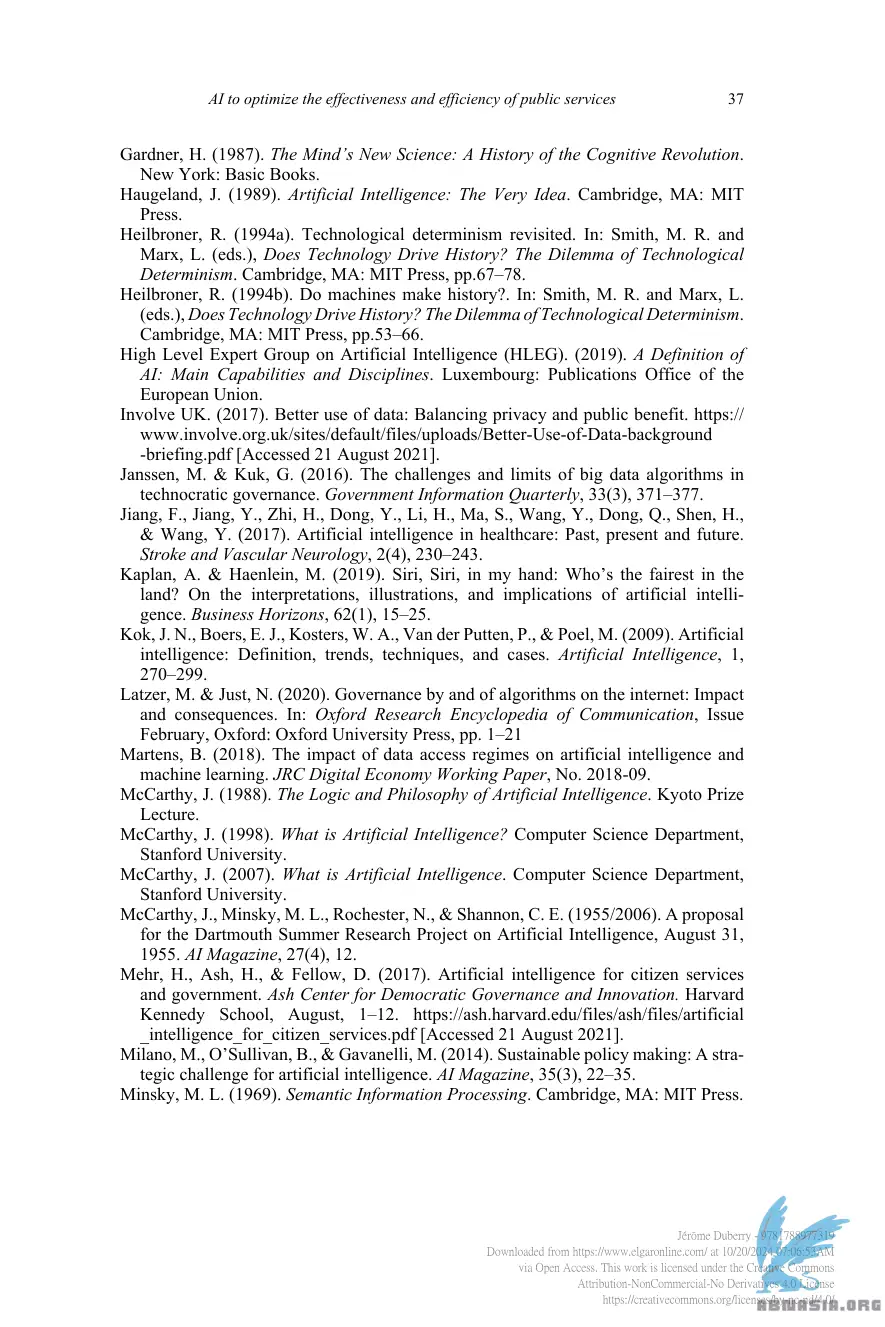 AI to optimize the effectiveness and efficiency of public services 37
Gardner, H. (1987). The Mind’s New Science: A History of the Cognitive Revolution.
New York: Basic Books.
Haugeland, J. (1989). Artificial Intelligence: The Very Idea. Cambridge, MA: MIT
Press.
Heilbroner, R. (1994a). Technological determinism revisited. In: Smith, M. R. and
Marx, L. (eds.), Does Technology Drive History? The Dilemma of Technological
Determinism. Cambridge, MA: MIT Press, pp.67–78.
Heilbroner, R. (1994b). Do machines make history?. In: Smith, M. R. and Marx, L.
(eds.), Does Technology Drive History? The Dilemma of Technological Determinism.
Cambridge, MA: MIT Press, pp.53–66.
High Level Expert Group on Artificial Intelligence (HLEG). (2019). A Definition of
AI: Main Capabilities and Disciplines. Luxembourg: Publications Office of the
European Union.
Involve UK. (2017). Better use of data: Balancing privacy and public benefit. https://
www.involve.org.uk/sites/default/files/uploads/Better-Use-of-Data-background
-briefing.pdf [Accessed 21 August 2021].
Janssen, M. & Kuk, G. (2016). The challenges and limits of big data algorithms in
technocratic governance. Government Information Quarterly, 33(3), 371–377.
Jiang, F., Jiang, Y., Zhi, H., Dong, Y., Li, H., Ma, S., Wang, Y., Dong, Q., Shen, H.,
& Wang, Y. (2017). Artificial intelligence in healthcare: Past, present and future.
Stroke and Vascular Neurology, 2(4), 230–243.
Kaplan, A. & Haenlein, M. (2019). Siri, Siri, in my hand: Who’s the fairest in the
land? On the interpretations, illustrations, and implications of artificial intelli-
gence. Business Horizons, 62(1), 15–25.
Kok, J. N., Boers, E. J., Kosters, W. A., Van der Putten, P., & Poel, M. (2009). Artificial
intelligence: Definition, trends, techniques, and cases. Artificial Intelligence, 1,
270–299.
Latzer, M. & Just, N. (2020). Governance by and of algorithms on the internet: Impact
and consequences. In: Oxford Research Encyclopedia of Communication, Issue
February, Oxford: Oxford University Press, pp. 1–21
Martens, B. (2018). The impact of data access regimes on artificial intelligence and
machine learning. JRC Digital Economy Working Paper, No. 2018-09.
McCarthy, J. (1988). The Logic and Philosophy of Artificial Intelligence. Kyoto Prize
Lecture.
McCarthy, J. (1998). What is Artificial Intelligence? Computer Science Department,
Stanford University.
McCarthy, J. (2007). What is Artificial Intelligence. Computer Science Department,
Stanford University.
McCarthy, J., Minsky, M. L., Rochester, N., & Shannon, C. E. (1955/2006). A proposal
for the Dartmouth Summer Research Project on Artificial Intelligence, August 31,
1955. AI Magazine, 27(4), 12.
Mehr, H., Ash, H., & Fellow, D. (2017). Artificial intelligence for citizen services
and government. Ash Center for Democratic Governance and Innovation. Harvard
Kennedy School, August, 1–12. https://ash.harvard.edu/files/ash/files/artificial
_intelligence_for_citizen_services.pdf [Accessed 21 August 2021].
Milano, M., O’Sullivan, B., & Gavanelli, M. (2014). Sustainable policy making: A stra-
tegic challenge for artificial intelligence. AI Magazine, 35(3), 22–35.
Minsky, M. L. (1969). Semantic Information Processing. Cambridge, MA: MIT Press.
Jérôme Duberry - 9781788977319
Downloaded from https://www.elgaronline.com/ at 10/20/2024 07:06:53AM
via Open Access. This work is licensed under the Creative Commons
Attribution-NonCommercial-No Derivatives 4.0 License
https://creativecommons.org/licenses/by-nc-nd/4.0/
ABNASIA.ORG